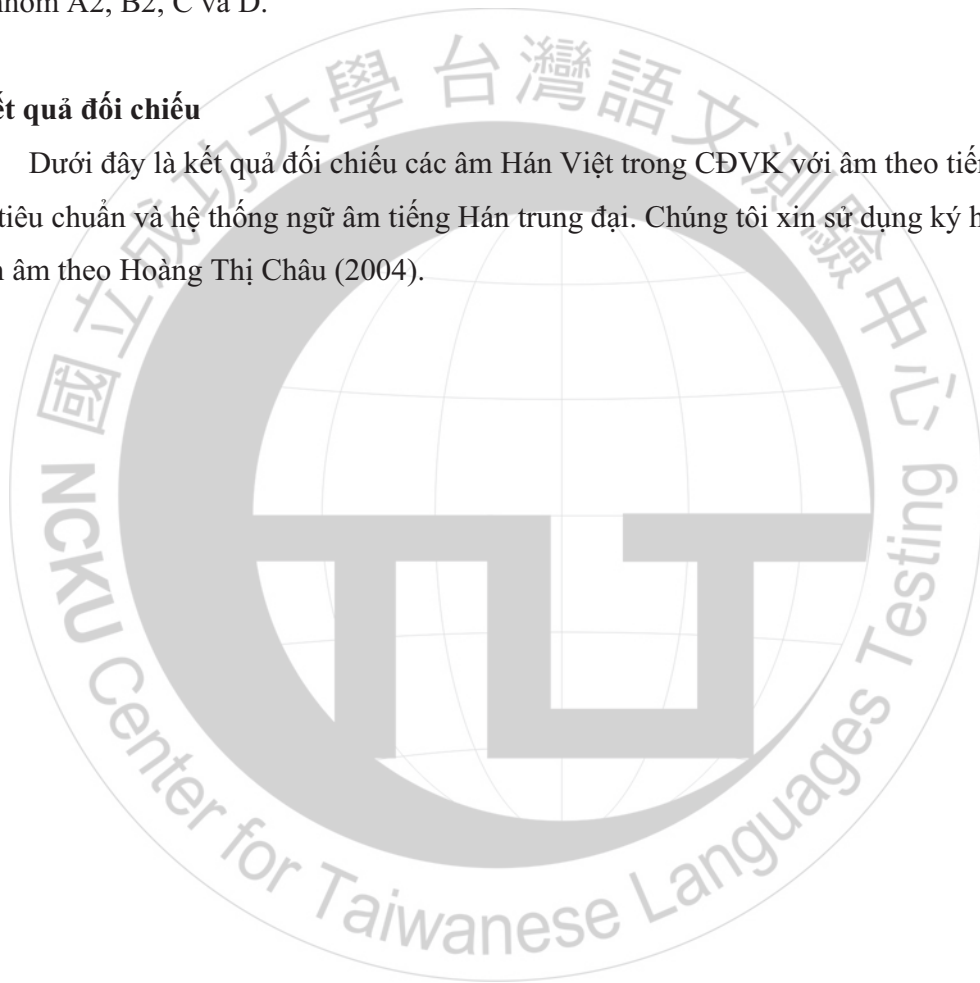 nhóm A2, B2, C và D.
ết quả đối chiếu
Dưới đây là kết quả đối chiếu các âm Hán Việt trong CĐVK với âm theo tiến
tiêu chuẩn và hệ thống ngữ âm tiếng Hán trung đại. Chúng tôi xin sử dụng ký h
n âm theo Hoàng Thị Châu (2004).
國立成功大學 台灣語文測驗中心
NCKU Center for Taiwanese Languages Testing